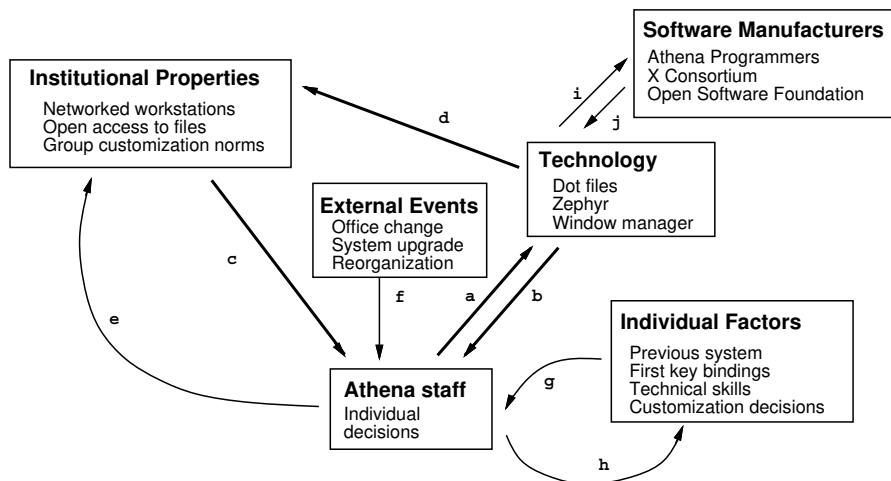 Software Manufacturers
Athena Programmers
X Consortium
Open Software Foundation
Institutional Properties
Networked workstations
Open access to files
Group customization norms
i
j
d
Technology
Dot files
Zephyr
Window manager
External Events
Office change
System upgrade
Reorganization
c
f
a
b
e
Individual Factors
Previous system
First key bindings
Technical skills
Customization decisions
g
Athena staff
Individual
decisions
h